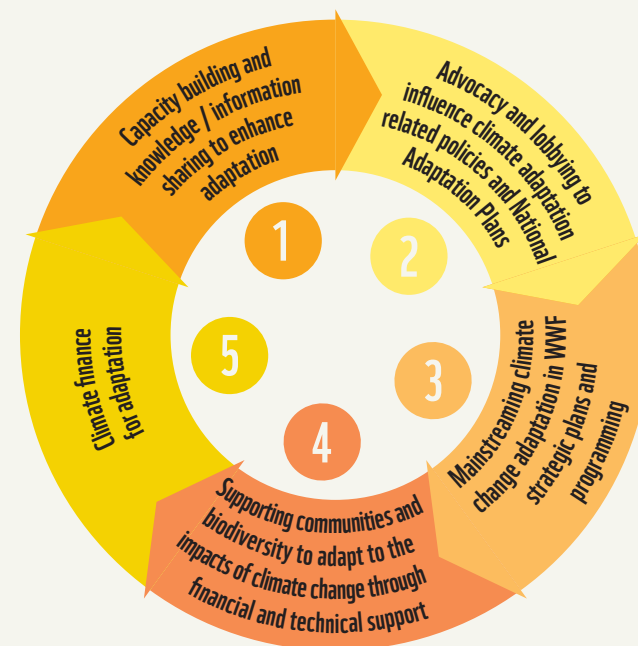 Capacity building and
knowledge / information
sharing to enhance
adaptation
1
Advocacy and lobbying to
influence climate adaptation
related policies and National
Adaptation Plans
2
Mainstreaming climate
change adaptation in WWF
strategic plans and
programming
3
Supporting communities and
biodiversity to adapt to the
impacts of climate change through
financial and technical support
4
Climate finance
for adaptation
5